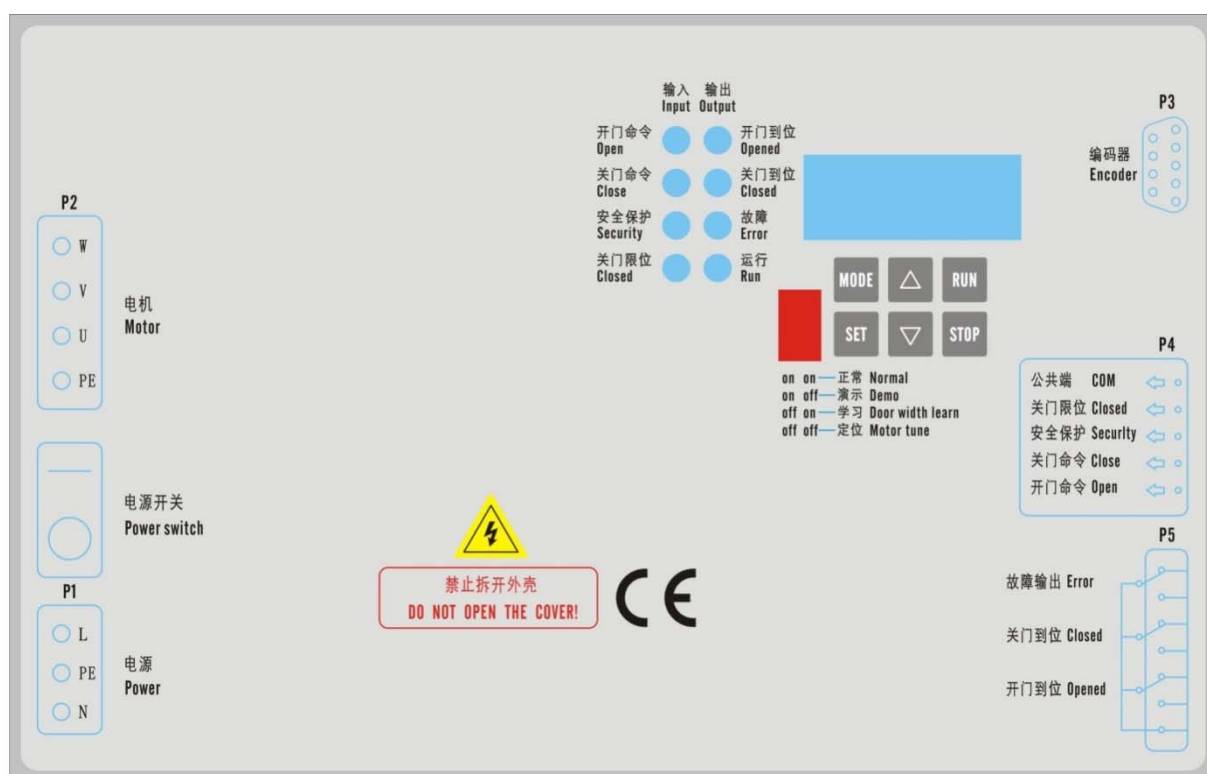 输入 输出
Input Output
开门命令
Open
开门到位
Opened
关门命令
Close
关门到位
Closed
安全保护
Security
故障
Error
关门限位
Closed
运行
Run
P3
编码器
Encoder
P2
W
V
U
PE
电机
Motor
MODE △ RUN
SET ▽ STOP
on on 正常 Normal
on off 演示 Demo
off on 学习 Door width learn
off off 定位 Motor tune
P4
公共端 COM
关门限位 Closed
安全保护 Security
关门命令 Close
开门命令 Open
电源开关
Power switch
禁止拆开外壳
DO NOT OPEN THE COVER!
CE
P5
故障输出 Error
关门到位 Closed
开门到位 Opened
P1
L
PE
N
电源
Power